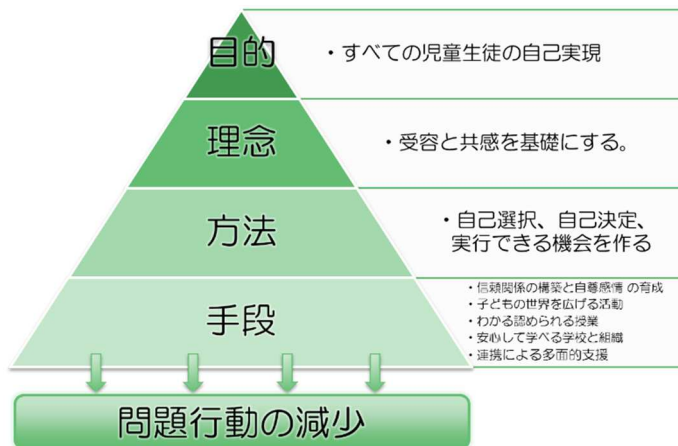 目的
・すべての児童生徒の自己実現
理念
・受容と共感を基礎にする。
方法
・自己選択、自己決定、
実行できる機会を作る
手段
・信頼関係の構築と自尊感情 の育成
・子どもの世界を広げる活動
・わかる認められる授業
・安心して学べる学校と組織
・連携による多面的支援
問題行動の減少